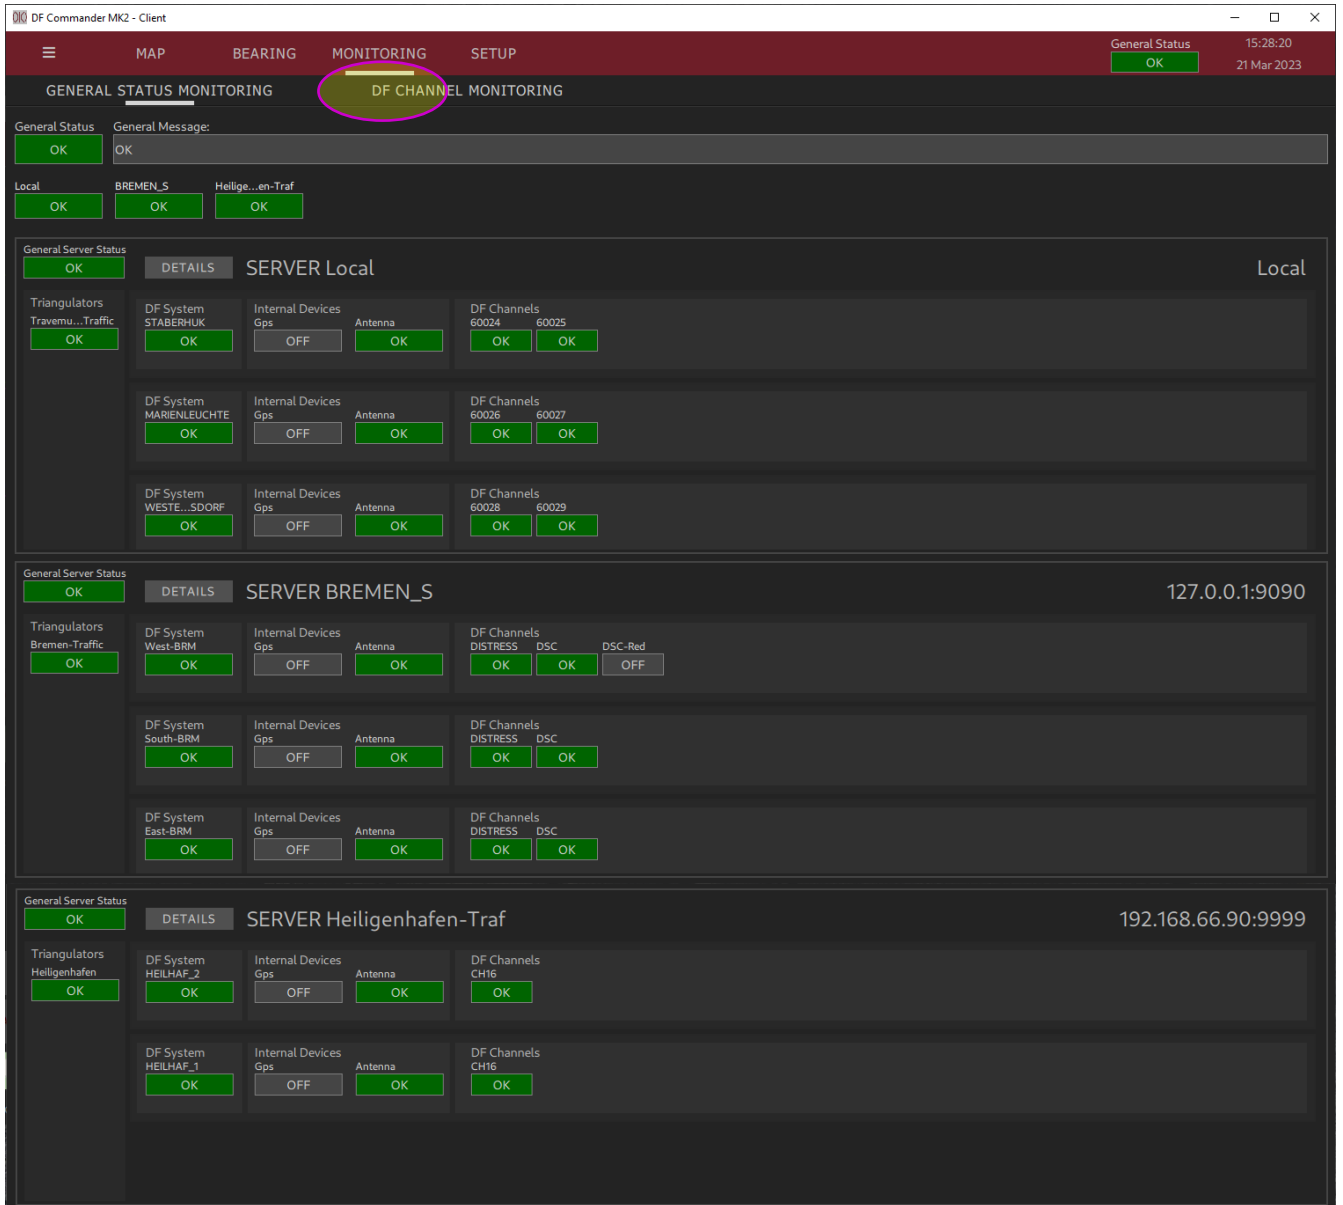 DF Commander MK2 - Client
MAP BEARING MONITORING SETUP
General Status 15:28:20
OK 21 Mar 2023
GENERAL STATUS MONITORING DF CHANNEL MONITORING
General Status General Message:
OK OK
Local BREMEN_S Heilige...en-Traf
OK OK OK
General Server Status
OK DETAILS SERVER Local Local
Triangulators
Travemu...Traffic
OK
DF System Internal Devices DF Channels
STABERHUK Gps Antenna 60024 60025
OK OFF OK OK OK
DF System Internal Devices DF Channels
MARIENLEUCHTE Gps Antenna 60026 60027
OK OFF OK OK OK
DF System Internal Devices DF Channels
WESTE...SDORF Gps Antenna 60028 60029
OK OFF OK OK OK
General Server Status
OK DETAILS SERVER BREMEN_S 127.0.0.1:9090
Triangulators
Bremen-Traffic
OK
DF System Internal Devices DF Channels
West-BRM Gps Antenna DISTRESS DSC DSC-Red
OK OFF OK OK OK OFF
DF System Internal Devices DF Channels
South-BRM Gps Antenna DISTRESS DSC
OK OFF OK OK OK
DF System Internal Devices DF Channels
East-BRM Gps Antenna DISTRESS DSC
OK OFF OK OK OK
General Server Status
OK DETAILS SERVER Heiligenhafen-Traf 192.168.66.90:9999
Triangulators
Heiligenhafen
OK
DF System Internal Devices DF Channels
HEILHAF_2 Gps Antenna CH16
OK OFF OK OK
DF System Internal Devices DF Channels
HEILHAF_1 Gps Antenna CH16
OK OFF OK OK